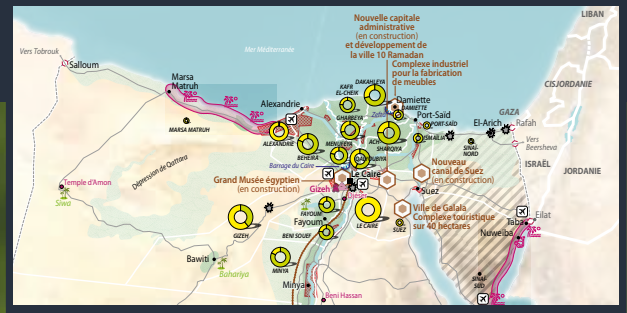 Nouvelle capitale
administrative
(en construction)
et développement de
la ville 10 Ramadan
Complexe industriel
pour la fabrication
de meubles
LIBAN
Vers Tobrouk
Salloum
Mer Méditerranée
Marsa
Matruh
MARSA MATRUH
Alexandrie
ALEXANDRIE
KAFR
EL-CHEIK
DAKAHLEYA
Damiette
DAMIETTE
GHARBEYA
BEHEIRA
MENUFEYA
SHARQIYA
Port-Saïd
PORT-SAÏD
ISMAILIA
El-Arich
GAZA
Rafah
CISJORDANIE
Vers
Beersheva
SINAÏ-
NORD
ISRAËL
JORDANIE
Dépression de Qattara
Barrage du Caire
Le Caire
Nouveau
canal de Suez
(en construction)
Temple d'Amon
Siwa
Grand Musée égyptien
(en construction)
Gizeh
Suez
SUEZ
Ville de Galala
Complexe touristique
sur 40 hectares
Eilat
Taba
Nuweiba
FAYOUM
Fayoum
GIZEH
LE CAIRE
BENI SOUEF
Bawiti
Bahariya
MINYA
Minya
Beni Hassan
SINAÏ-
SUD